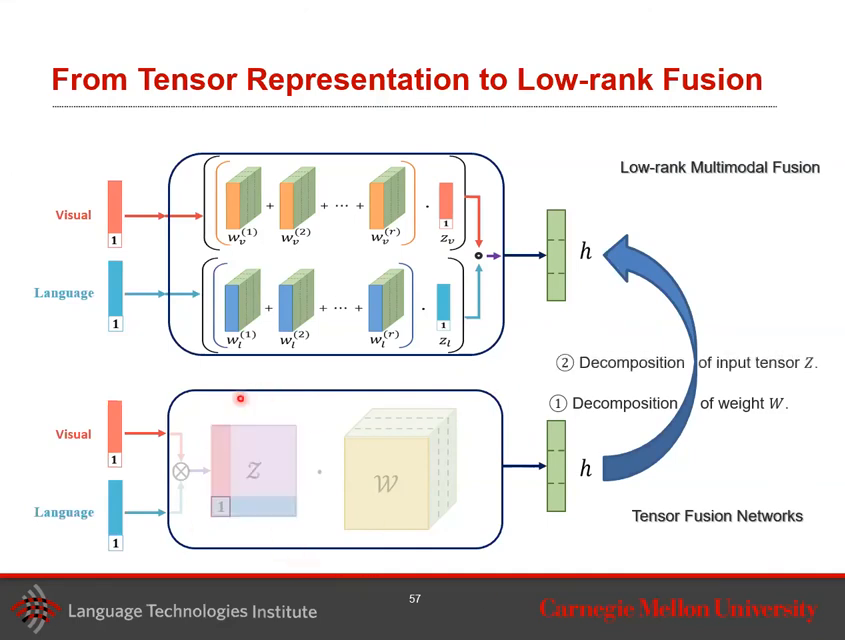 From Tensor Representation to Low-rank Fusion
Low-rank Multimodal Fusion
Visual
1
w_v^(1) + w_v^(2) + ⋯ + w_v^(r) · 1 z_v
Language
1
w_l^(1) + w_l^(2) + ⋯ + w_l^(r) · 1 z_l
h
② Decomposition of input tensor Z.
① Decomposition of weight W.
Visual
1
Language
1
⊗ Z 1 · W
h
Tensor Fusion Networks
Language Technologies Institute
57
Carnegie Mellon University